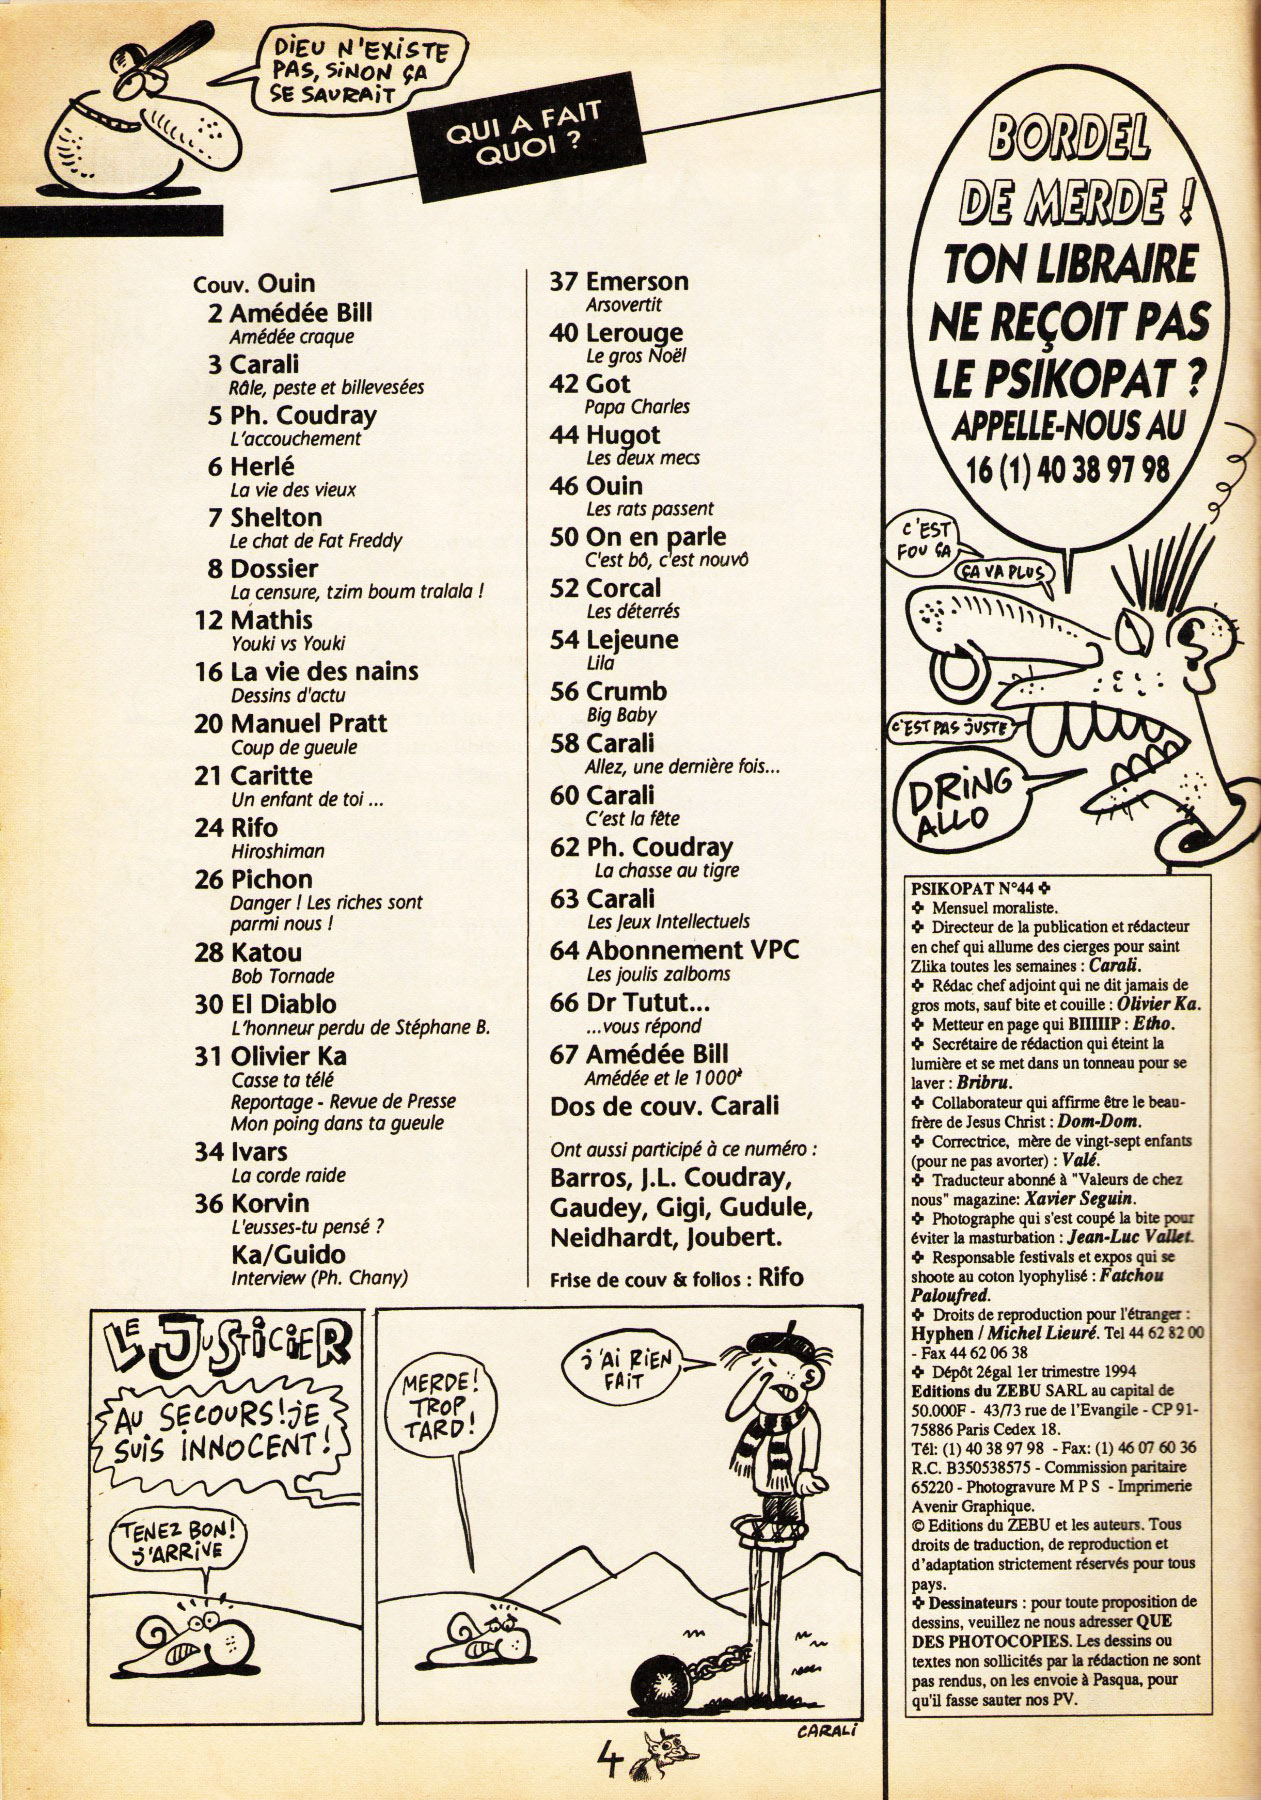 DIEU N'EXISTE
PAS, SINON ÇA
SE SAURAIT
QUI A FAIT
QUOI ?
Couv. Ouin
2 Amédée Bill
Amédée craque
3 Carali
Râle, peste et billevesées
5 Ph. Coudray
L'accouchement
6 Herlé
La vie des vieux
7 Shelton
Le chat de Fat Freddy
8 Dossier
La censure, tzim boum tralala !
12 Mathis
Youki vs Youki
16 La vie des nains
Dessins d'actu
20 Manuel Pratt
Coup de gueule
21 Caritte
Un enfant de toi ...
24 Rifo
Hiroshiman
26 Pichon
Danger ! Les riches sont
parmi nous !
28 Katou
Bob Tornade
30 El Diablo
L'honneur perdu de Stéphane B.
31 Olivier Ka
Casse ta télé
Reportage - Revue de Presse
Mon poing dans ta gueule
34 Ivars
La corde raide
36 Korvin
L'eusses-tu pensé ?
Ka/Guido
Interview (Ph. Chany)
37 Emerson
Arsovertit
40 Lerouge
Le gros Noël
42 Got
Papa Charles
44 Hugot
Les deux mecs
46 Ouin
Les rats passent
50 On en parle
C'est bô, c'est nouvô
52 Corcal
Les déterrés
54 Lejeune
Lila
56 Crumb
Big Baby
58 Carali
Allez, une dernière fois...
60 Carali
C'est la fête
62 Ph. Coudray
La chasse au tigre
63 Carali
Les Jeux Intellectuels
64 Abonnement VPC
Les joulis zalboms
66 Dr Tutut...
...vous répond
67 Amédée Bill
Amédée et le 1000è
Dos de couv. Carali
Ont aussi participé à ce numéro :
Barros, J.L. Coudray,
Gaudey, Gigi, Gudule,
Neidhardt, Joubert.
Frise de couv & folios : Rifo
LE JUSTICIER
AU SECOURS! JE
SUIS INNOCENT!
TENEZ BON!
J'ARRIVE
MERDE!
TROP
TARD!
J'AI RIEN
FAIT
CARALI
4
BORDEL
DE MERDE !
TON LIBRAIRE
NE REÇOIT PAS
LE PSIKOPAT ?
APPELLE-NOUS AU
16 (1) 40 38 97 98
C'EST
FOU ÇA
ÇA VA PLUS
C'EST PAS JUSTE
DRING
ALLO
PSIKOPAT N°44 ✤
✤ Mensuel moraliste.
✤ Directeur de la publication et rédacteur
en chef qui allume des cierges pour saint
Zlika toutes les semaines : Carali.
✤ Rédac chef adjoint qui ne dit jamais de
gros mots, sauf bite et couille : Olivier Ka.
✤ Metteur en page qui BIIIIIP : Etho.
✤ Secrétaire de rédaction qui éteint la
lumière et se met dans un tonneau pour se
laver : Bribru.
✤ Collaborateur qui affirme être le beau-
frère de Jesus Christ : Dom-Dom.
✤ Correctrice, mère de vingt-sept enfants
(pour ne pas avorter) : Valé.
✤ Traducteur abonné à "Valeurs de chez
nous" magazine: Xavier Seguin.
✤ Photographe qui s'est coupé la bite pour
éviter la masturbation : Jean-Luc Vallet.
✤ Responsable festivals et expos qui se
shoote au coton lyophylisé : Fatchou
Paloufred.
✤ Droits de reproduction pour l'étranger :
Hyphen / Michel Lieuré. Tel 44 62 82 00
- Fax 44 62 06 38
✤ Dépôt 2égal 1er trimestre 1994
Editions du ZEBU SARL au capital de
50.000F - 43/73 rue de l'Evangile - CP 91-
75886 Paris Cedex 18.
Tél: (1) 40 38 97 98 - Fax: (1) 46 07 60 36
R.C. B350538575 - Commission paritaire
65220 - Photogravure M P S - Imprimerie
Avenir Graphique.
© Editions du ZEBU et les auteurs. Tous
droits de traduction, de reproduction et
d'adaptation strictement réservés pour tous
pays.
✤ Dessinateurs : pour toute proposition de
dessins, veuillez ne nous adresser QUE
DES PHOTOCOPIES. Les dessins ou
textes non sollicités par la rédaction ne sont
pas rendus, on les envoie à Pasqua, pour
qu'il fasse sauter nos PV.